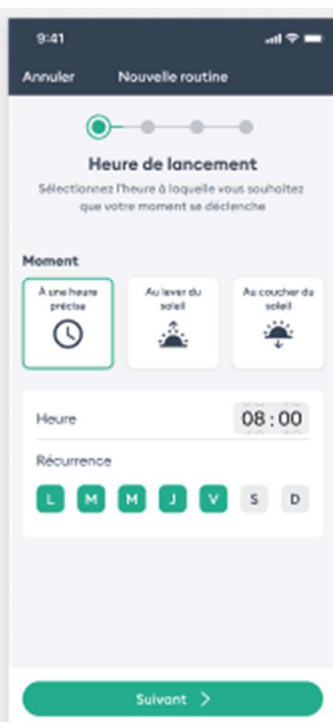 9:41
Annuler Nouvelle routine
Heure de lancement
Sélectionnez l'heure à laquelle vous souhaitez
que votre moment se déclenche
Moment
À une heure
précise
Au lever du
soleil
Au coucher du
soleil
Heure 08:00
Récurrence
L M M J V S D
Suivant